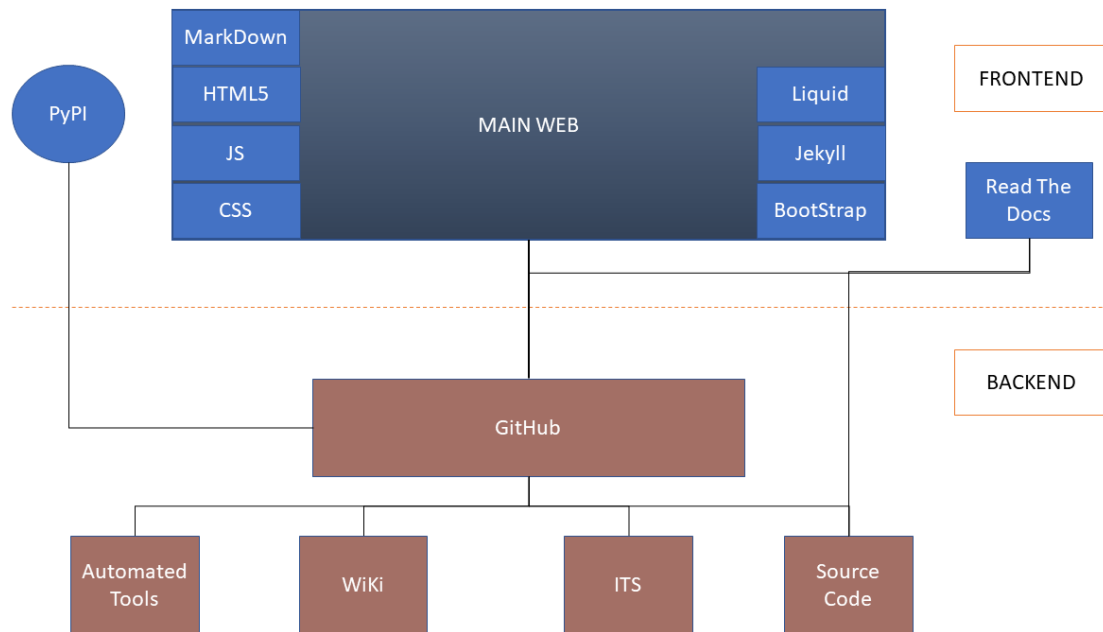 MarkDown
HTML5
JS
CSS
PyPI
MAIN WEB
Liquid
Jekyll
BootStrap
FRONTEND
Read The
Docs
BACKEND
GitHub
Automated
Tools
WiKi
ITS
Source
Code